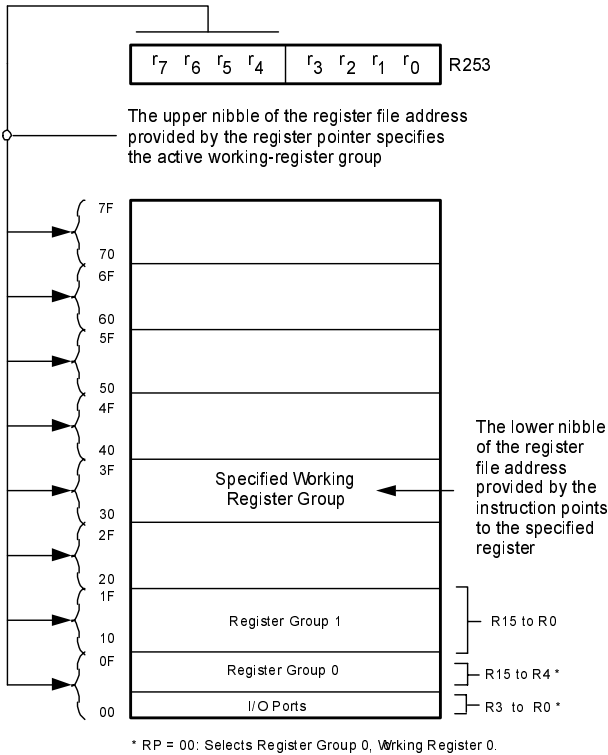 r7 r6 r5 r4 r3 r2 r1 r0 R253
The upper nibble of the register file address
provided by the register pointer specifies
the active working-register group
7F
70
6F
60
5F
50
4F
40
3F
Specified Working
Register Group
30
2F
20
1F
Register Group 1
10
0F
Register Group 0
I/O Ports
00
The lower nibble
of the register
file address
provided by the
instruction points
to the specified
register
R15 to R0
R15 to R4 *
R3 to R0 *
* RP = 00: Selects Register Group 0, Working Register 0.